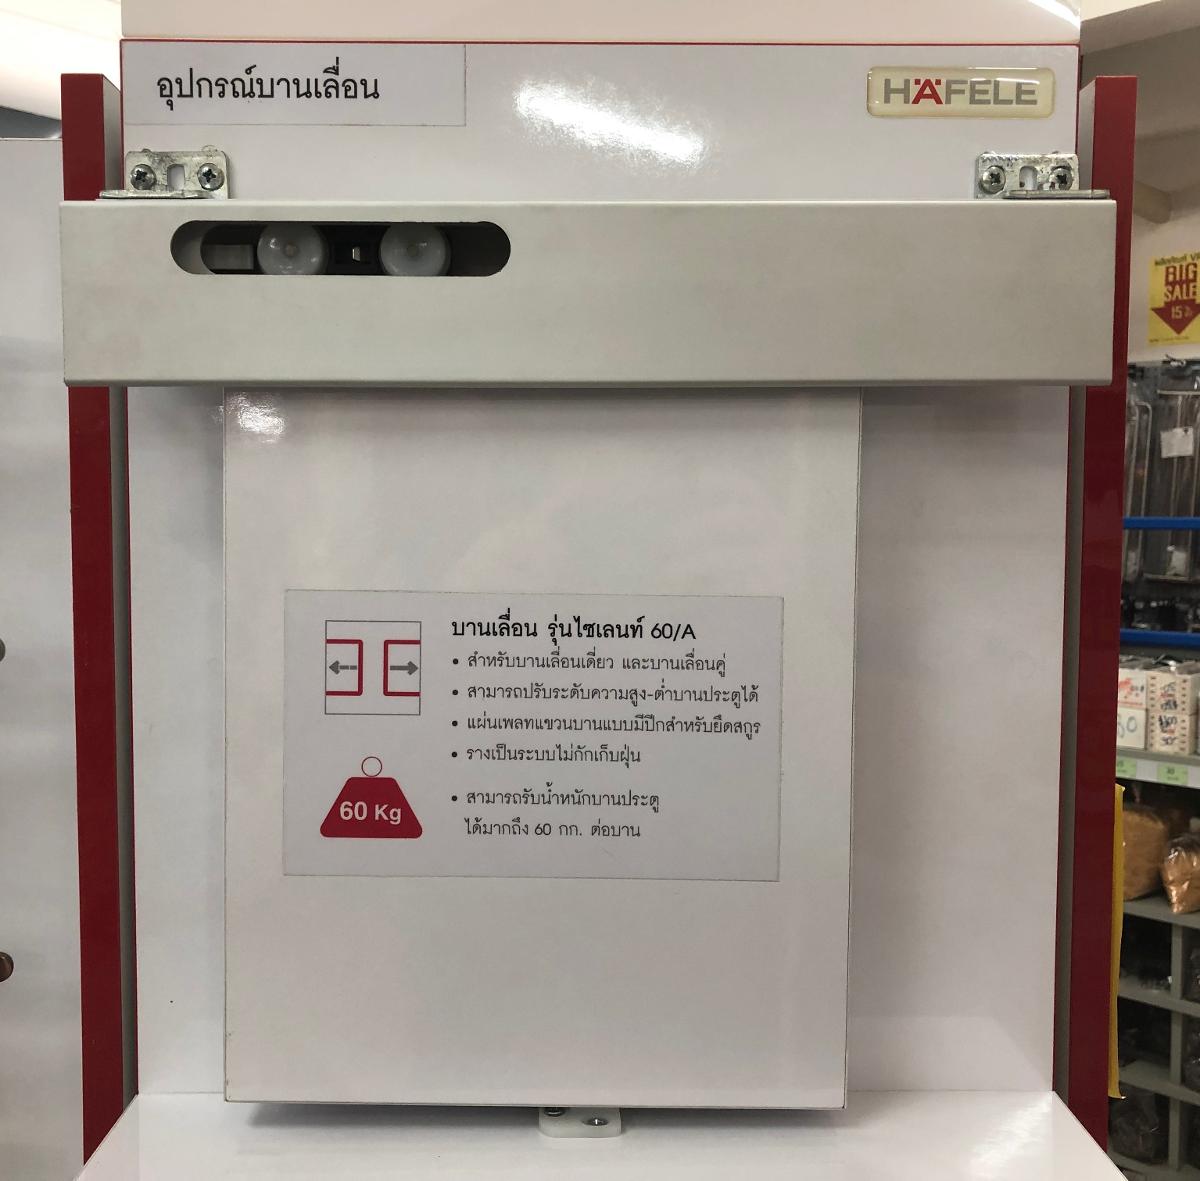 อุปกรณ์บานเลื่อน
HÄFELE
บานเลื่อน รุ่นไซเลนท์ 60/A
• สำหรับบานเลื่อนเดี่ยว และบานเลื่อนคู่
• สามารถปรับระดับความสูง-ต่ำบานประตูได้
• แผ่นเพลทแขวนบานแบบมีปีกสำหรับยึดสกูร
• รางเป็นระบบไม่กักเก็บฝุ่น
60 Kg
• สามารถรับน้ำหนักบานประตู
ได้มากถึง 60 กก. ต่อบาน
BIG
SALE
15